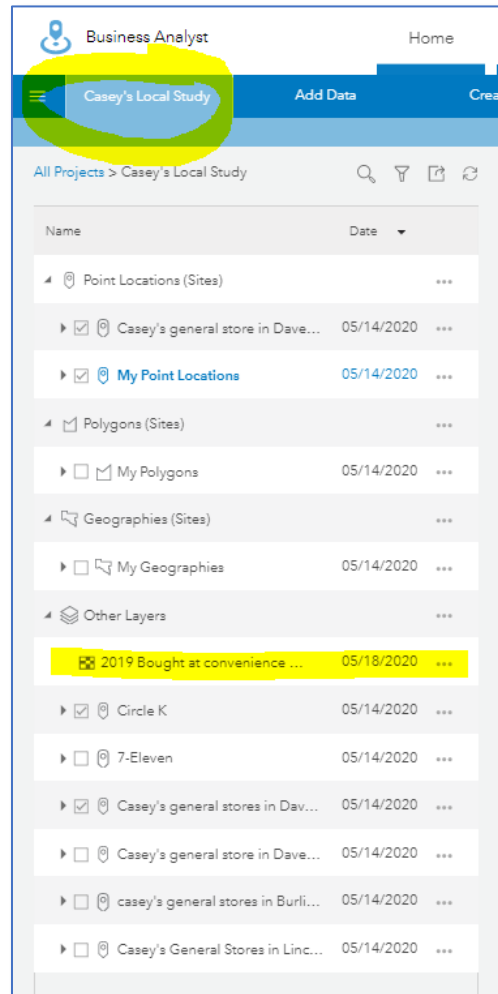 Business Analyst Home
Casey's Local Study Add Data Crea
All Projects > Casey's Local Study
Name Date
Point Locations (Sites)
Casey's general store in Dave... 05/14/2020
My Point Locations 05/14/2020
Polygons (Sites)
My Polygons
Geographies (Sites)
My Geographies 05/14/2020
Other Layers
2019 Bought at convenience ... 05/18/2020
Circle K 05/14/2020
7-Eleven 05/14/2020
Casey's general stores in Dav... 05/14/2020
Casey's general store in Dave... 05/14/2020
casey's general stores in Burli... 05/14/2020
Casey's General Stores in Linc... 05/14/2020